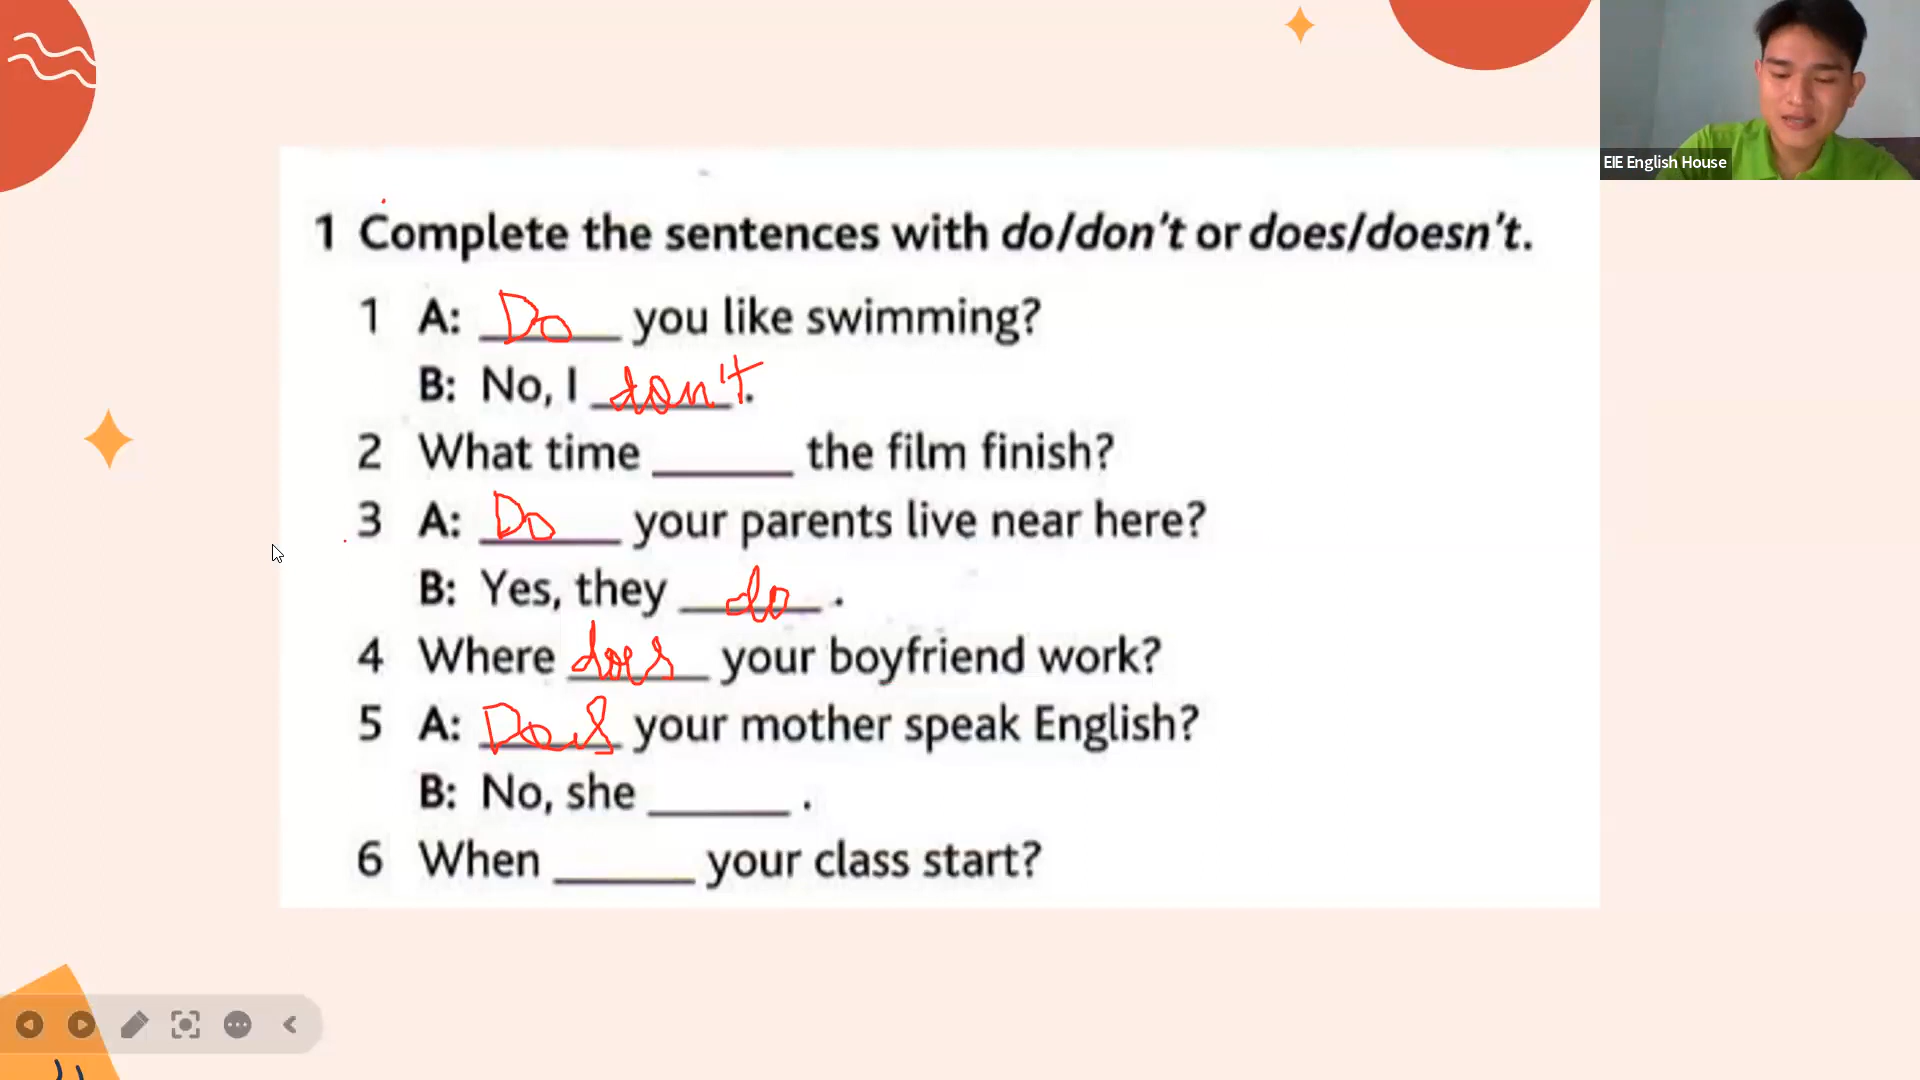 EIE English House
1 Complete the sentences with do/don't or does/doesn't.
1 A: Do you like swimming?
B: No, I don't.
2 What time ______ the film finish?
3 A: Do your parents live near here?
B: Yes, they do .
4 Where does your boyfriend work?
5 A: Does your mother speak English?
B: No, she ______ .
6 When ______ your class start?